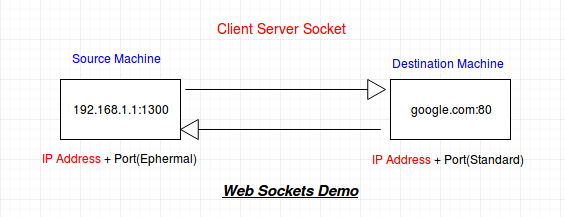 Client Server Socket
Source Machine
Destination Machine
192.168.1.1:1300
google.com:80
IP Address + Port(Ephermal)
IP Address + Port(Standard)
Web Sockets Demo